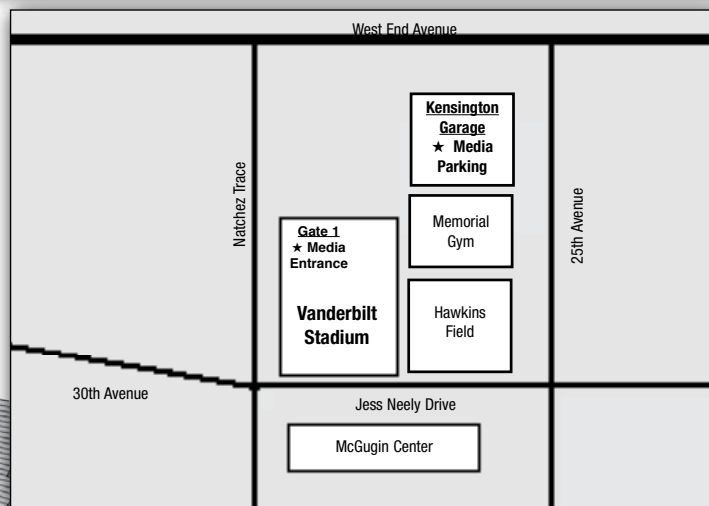 West End Avenue
Kensington
Garage
★ Media
Parking
Natchez Trace
Memorial
Gym
25th Avenue
Gate 1
★ Media
Entrance
Vanderbilt
Stadium
Hawkins
Field
30th Avenue
Jess Neely Drive
McGugin Center